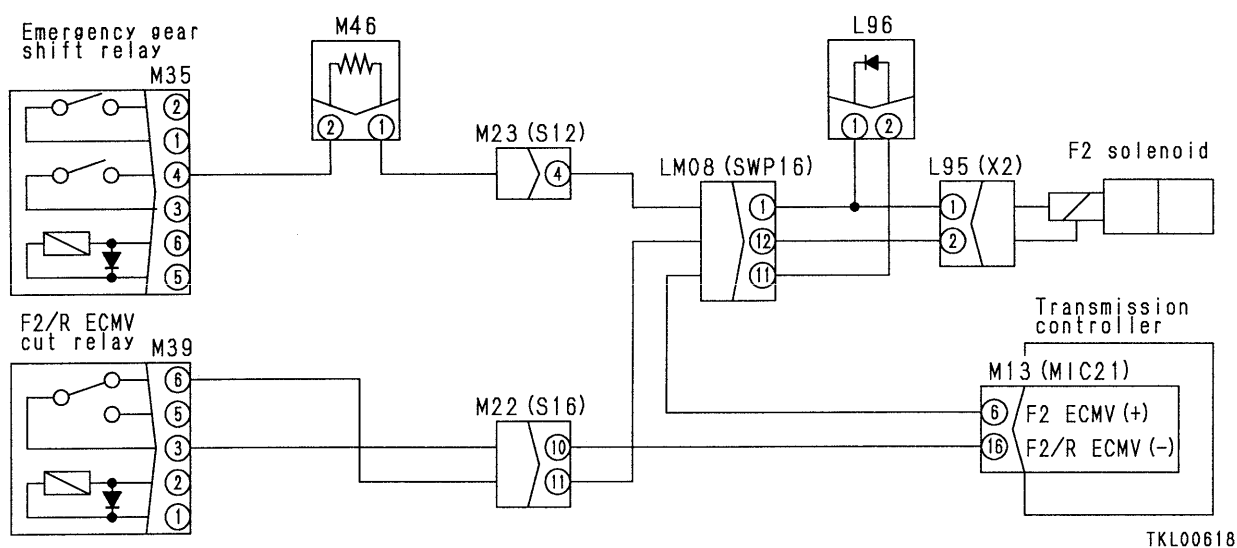 Emergency gear
shift relay
M35
2
1
4
3
6
5
M46
2 1
M23 (S12)
4
L96
1 2
LM08 (SWP16)
1
12
11
L95 (X2)
1
2
F2 solenoid
F2/R ECMV
cut relay
M39
6
5
3
2
1
M22 (S16)
10
11
Transmission
controller
M13 (MIC21)
6 F2 ECMV (+)
16 F2/R ECMV (-)
TKL00618